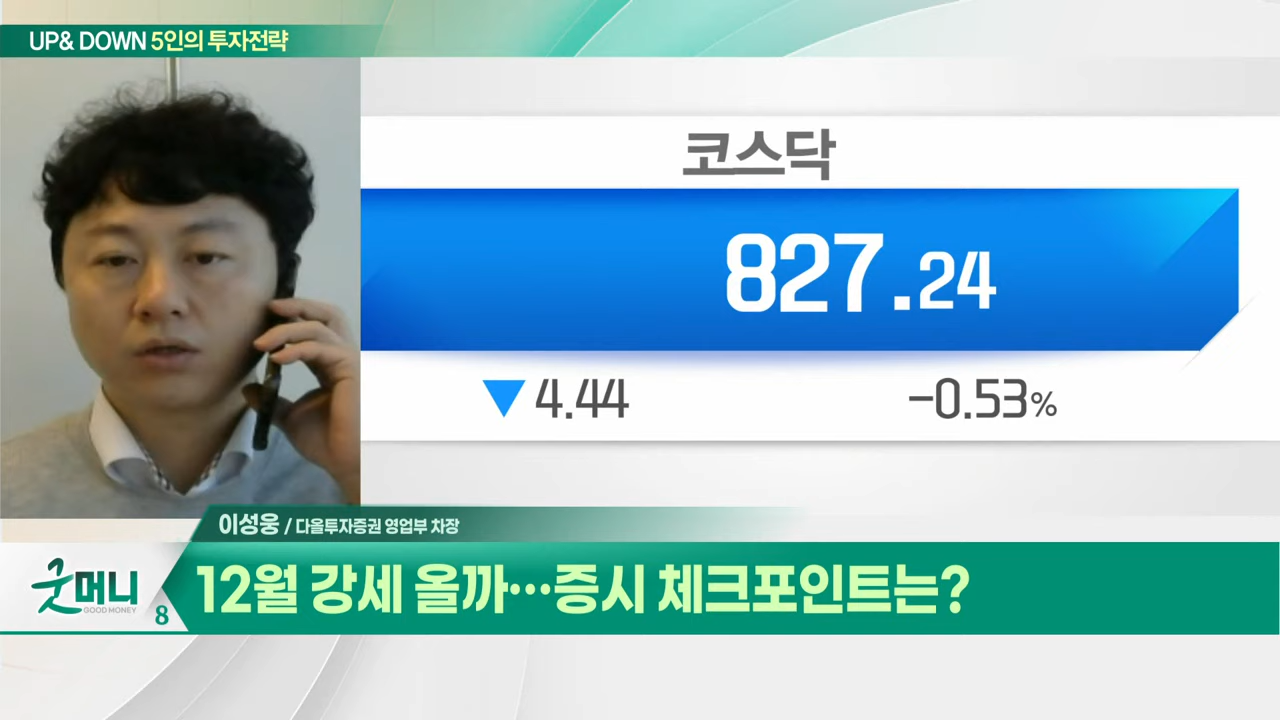 UP& DOWN 5인의 투자전략
코스닥
827.24
▼4.44 -0.53%
이성웅 / 다올투자증권 영업부 차장
굿머니
GOOD MONEY
8
12월 강세 올까…증시 체크포인트는?